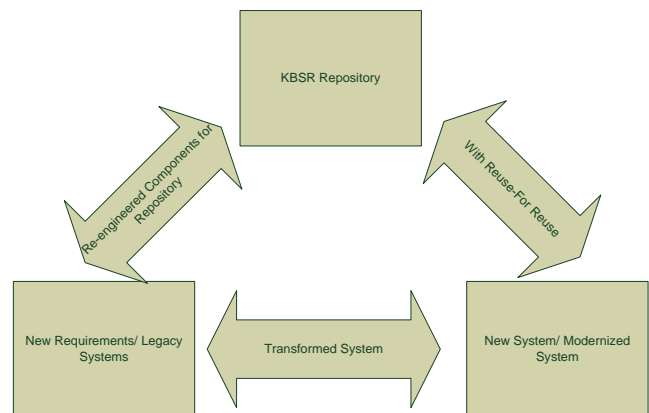 KBSR Repository
Re-engineered Components for
Repository
With Reuse-For Reuse
New Requirements/ Legacy
Systems
Transformed System
New System/ Modernized
System